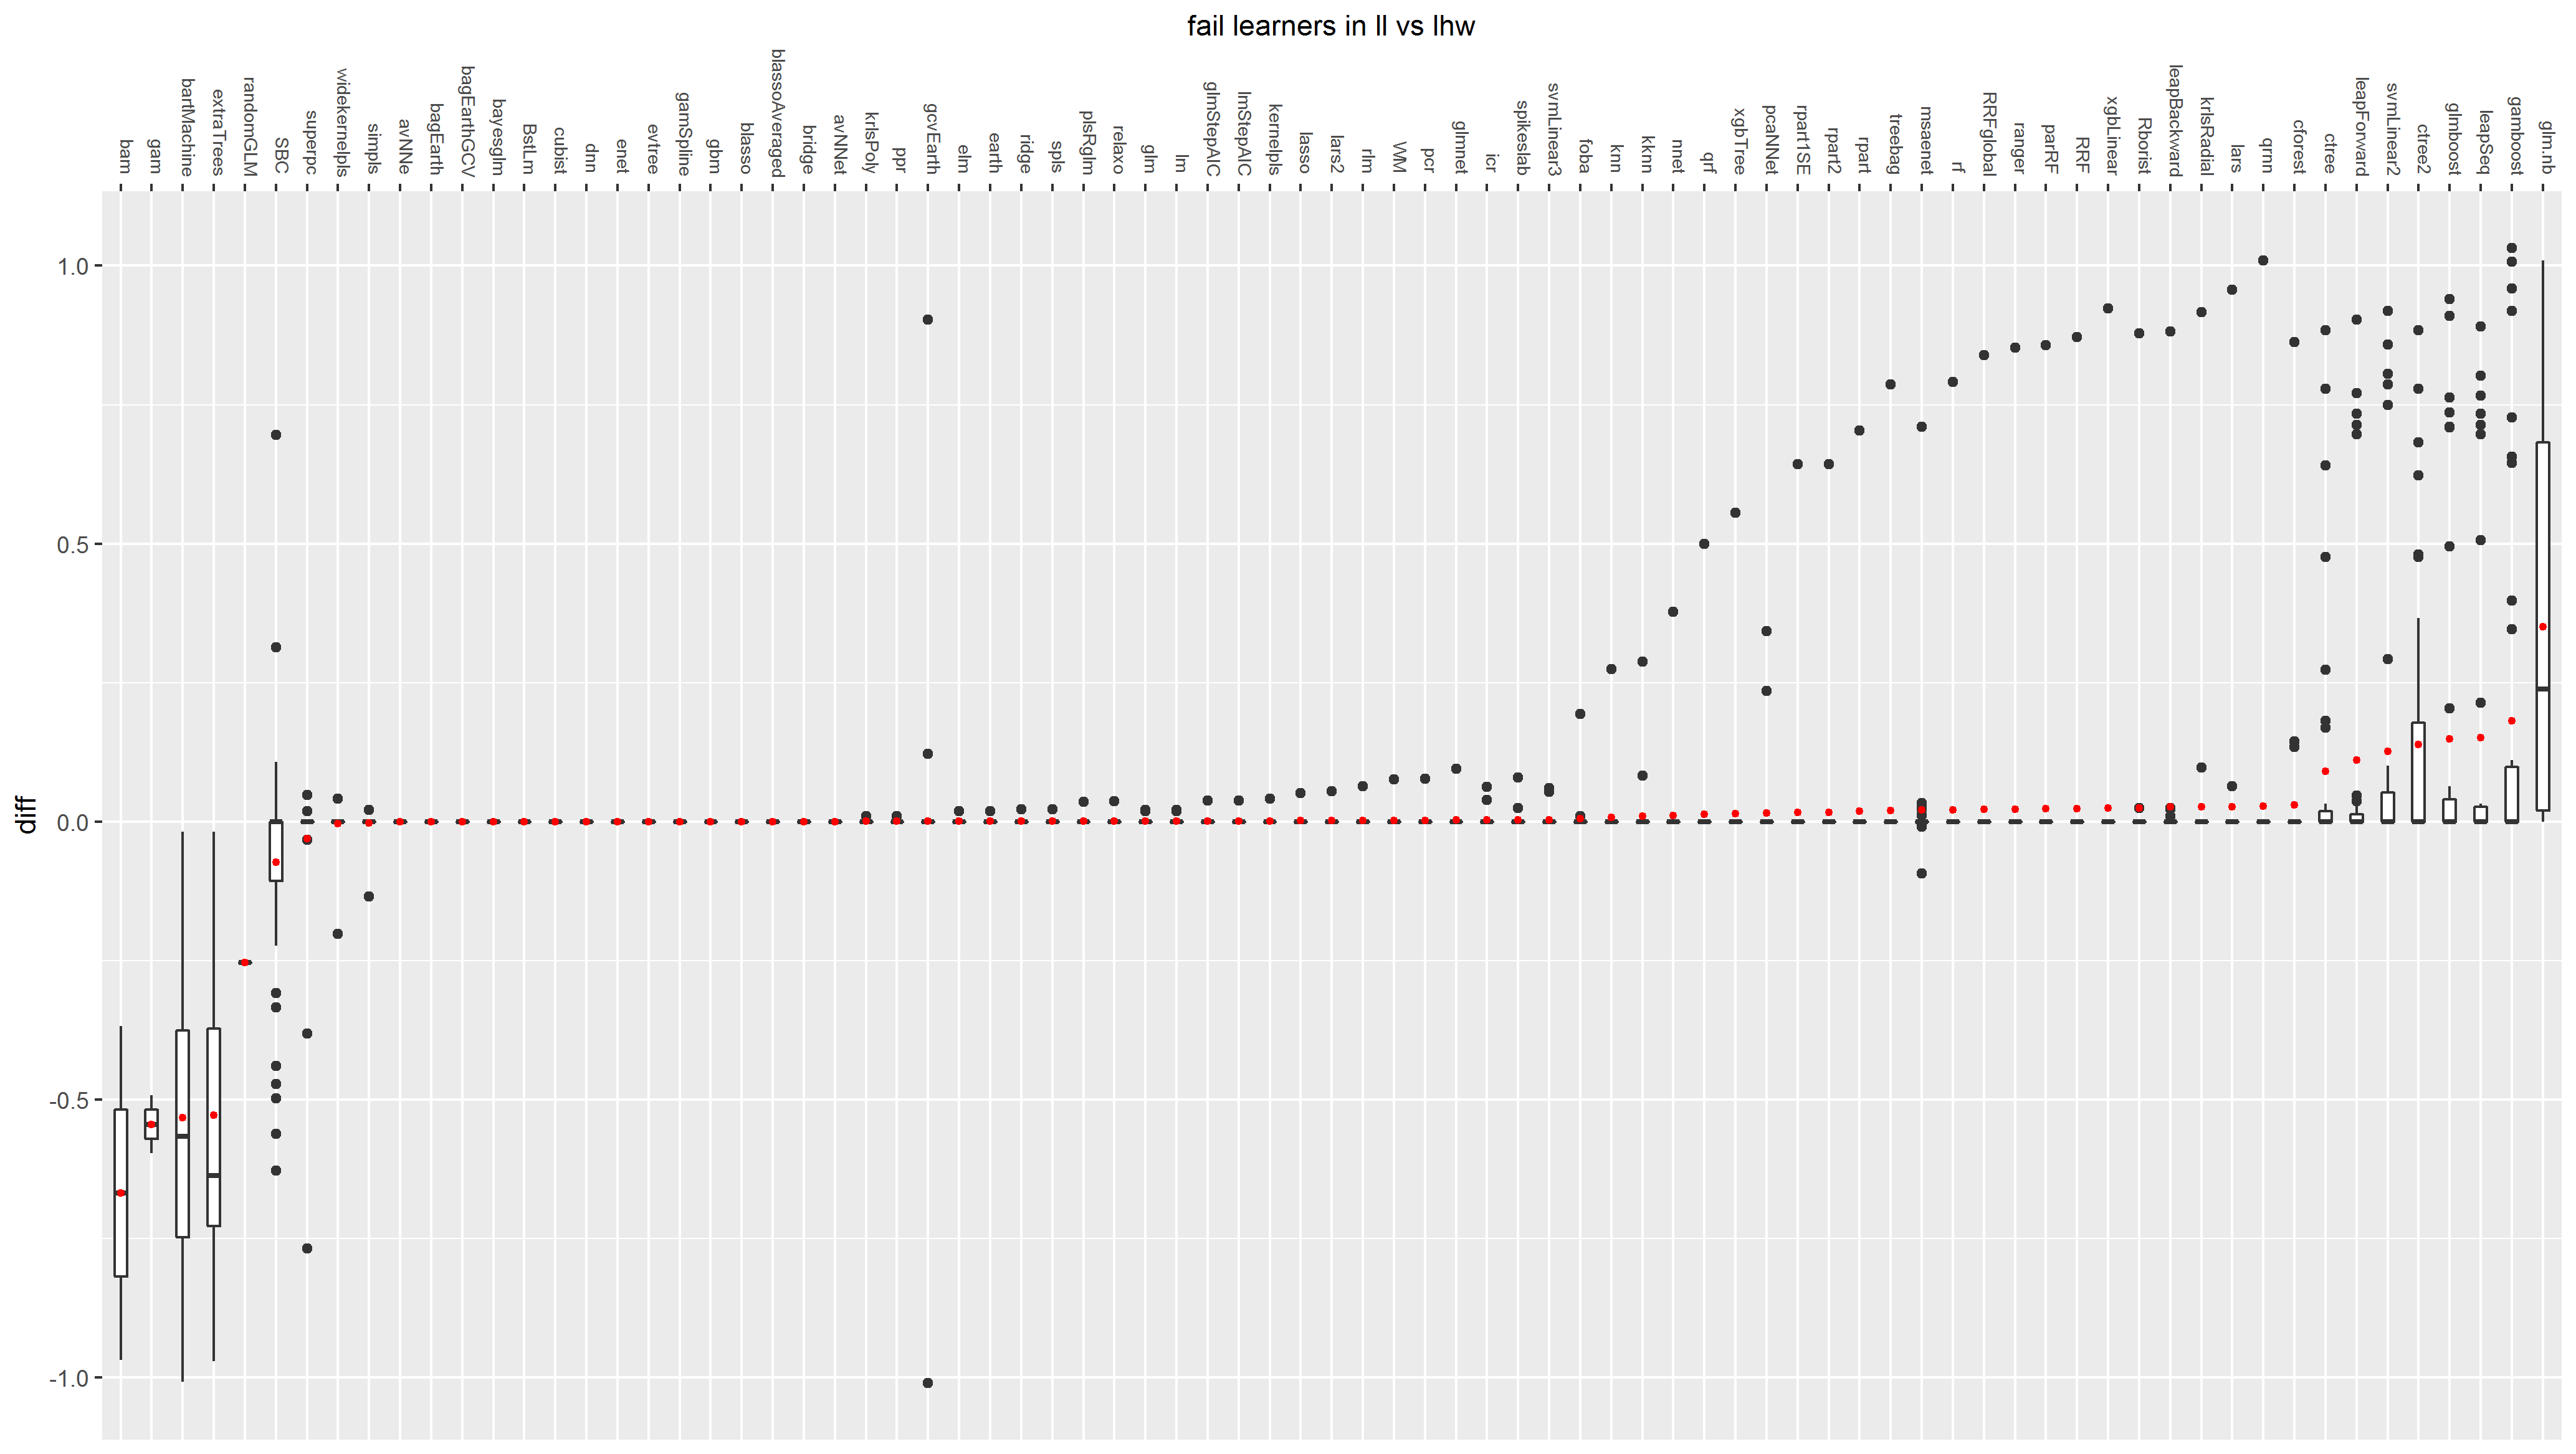 fail learners in ll vs lhw
bam
gam
bartMachine
extraTrees
randomGLM
SBC
superpc
widekernelpls
simpls
avNNe
bagEarth
bagEarthGCV
bayesglm
BstLm
cubist
dnn
enet
evtree
gamSpline
gbm
blasso
blassoAveraged
bridge
avNNet
krlsPoly
ppr
gcvEarth
elm
earth
ridge
spls
plsRglm
relaxo
glm
lm
glmStepAIC
lmStepAIC
kernelpls
lasso
lars2
rlm
WM
pcr
glmnet
icr
spikeslab
svmLinear3
foba
knn
kknn
nnet
qrf
xgbTree
pcaNNet
rpart1SE
rpart2
rpart
treebag
msaenet
rf
RRFglobal
ranger
parRF
RRF
xgbLinear
Rborist
leapBackward
krlsRadial
lars
qrnn
cforest
ctree
leapForward
svmLinear2
ctree2
glmboost
leapSeq
gamboost
glm.nb
1.0
0.5
0.0
-0.5
-1.0
diff